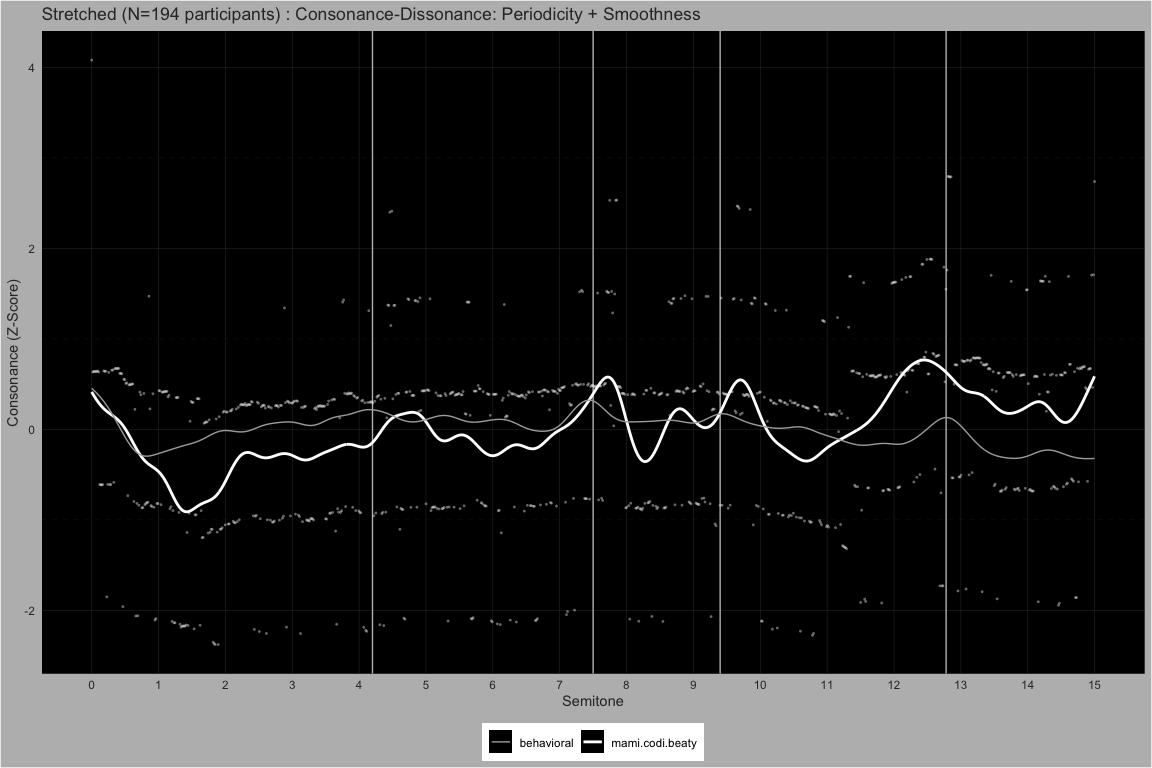 Stretched (N=194 participants) : Consonance-Dissonance: Periodicity + Smoothness
Consonance (Z-Score)
4
2
0
-2
0 1 2 3 4 5 6 7 8 9 10 11 12 13 14 15
Semitone
behavioral mami.codi.beaty